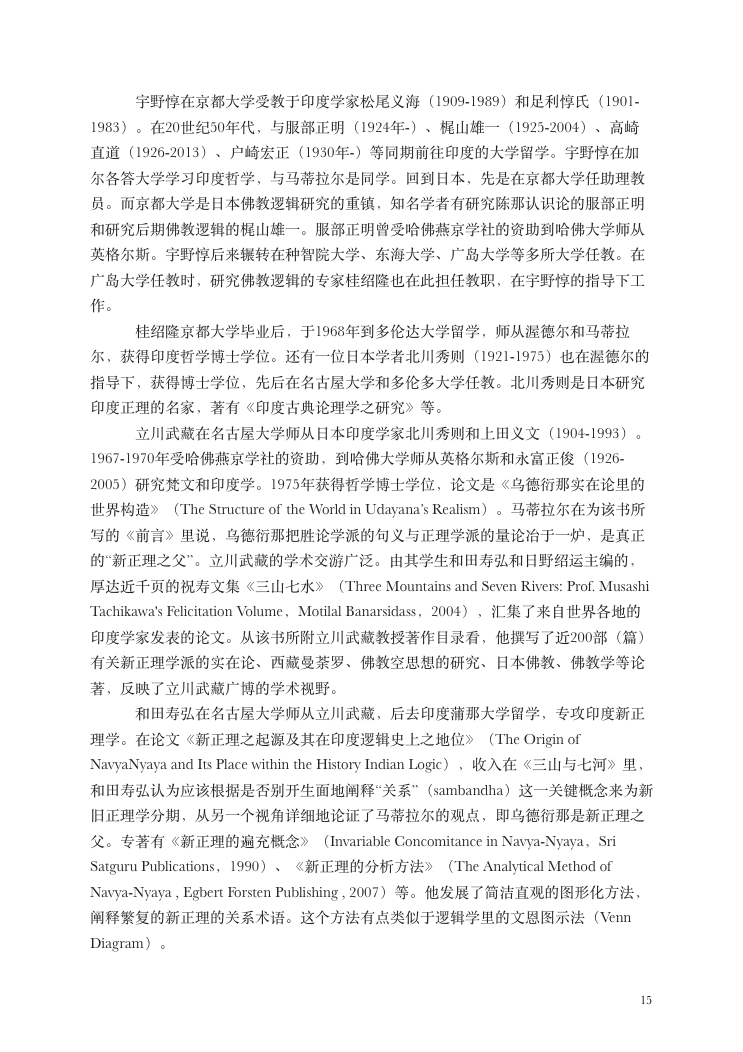 宇野惇在京都大学受教于印度学家松尾义海（1909-1989）和足利惇氏（1901-
1983）。在20世纪50年代，与服部正明（1924年-）、梶山雄一（1925-2004）、高崎
直道（1926-2013）、户崎宏正（1930年-）等同期前往印度的大学留学。宇野惇在加
尔各答大学学习印度哲学，与马蒂拉尔是同学。回到日本，先是在京都大学任助理教
员。而京都大学是日本佛教逻辑研究的重镇，知名学者有研究陈那认识论的服部正明
和研究后期佛教逻辑的梶山雄一。服部正明曾受哈佛燕京学社的资助到哈佛大学师从
英格尔斯。宇野惇后来辗转在种智院大学、东海大学、广岛大学等多所大学任教。在
广岛大学任教时，研究佛教逻辑的专家桂绍隆也在此担任教职，在宇野惇的指导下工
作。
桂绍隆京都大学毕业后，于1968年到多伦达大学留学，师从渥德尔和马蒂拉
尔，获得印度哲学博士学位。还有一位日本学者北川秀则（1921-1975）也在渥德尔的
指导下，获得博士学位，先后在名古屋大学和多伦多大学任教。北川秀则是日本研究
印度正理的名家，著有《印度古典论理学之研究》等。
立川武藏在名古屋大学师从日本印度学家北川秀则和上田义文（1904-1993）。
1967-1970年受哈佛燕京学社的资助，到哈佛大学师从英格尔斯和永富正俊（1926-
2005）研究梵文和印度学。1975年获得哲学博士学位，论文是《乌德衍那实在论里的
世界构造》（The Structure of the World in Udayana’s Realism）。马蒂拉尔在为该书所
写的《前言》里说，乌德衍那把胜论学派的句义与正理学派的量论冶于一炉，是真正
的“新正理之父”。立川武藏的学术交游广泛。由其学生和田寿弘和日野绍运主编的，
厚达近千页的祝寿文集《三山七水》（Three Mountains and Seven Rivers: Prof. Musashi
Tachikawa's Felicitation Volume，Motilal Banarsidass，2004），汇集了来自世界各地的
印度学家发表的论文。从该书所附立川武藏教授著作目录看，他撰写了近200部（篇）
有关新正理学派的实在论、西藏曼荼罗、佛教空思想的研究、日本佛教、佛教学等论
著，反映了立川武藏广博的学术视野。
和田寿弘在名古屋大学师从立川武藏，后去印度蒲那大学留学，专攻印度新正
理学。在论文《新正理之起源及其在印度逻辑史上之地位》（The Origin of
NavyaNyaya and Its Place within the History Indian Logic），收入在《三山与七河》里，
和田寿弘认为应该根据是否别开生面地阐释“关系”（sambandha）这一关键概念来为新
旧正理学分期，从另一个视角详细地论证了马蒂拉尔的观点，即乌德衍那是新正理之
父。专著有《新正理的遍充概念》（Invariable Concomitance in Navya-Nyaya，Sri
Satguru Publications，1990）、《新正理的分析方法》（The Analytical Method of
Navya-Nyaya , Egbert Forsten Publishing , 2007）等。他发展了简洁直观的图形化方法，
阐释繁复的新正理的关系术语。这个方法有点类似于逻辑学里的文恩图示法（Venn
Diagram）。
15